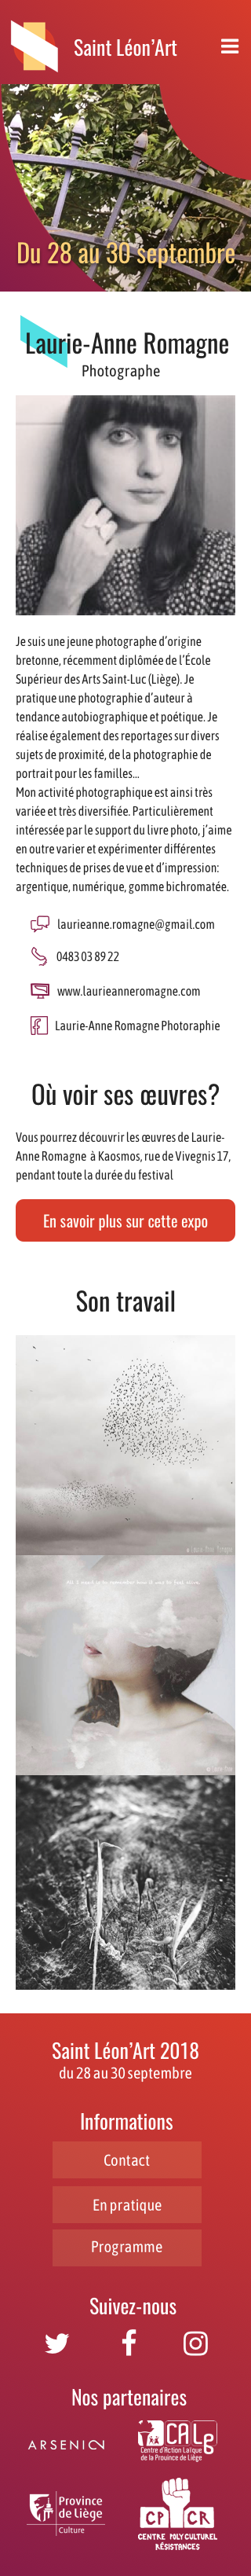 Saint Léon'Art
Du 28 au 30 septembre
Laurie-Anne Romagne
Photographe
Je suis une jeune photographe d'origine
bretonne, récemment diplômée de l'École
Supérieur des Arts Saint-Luc (Liège). Je
pratique une photographie d'auteur à
tendance autobiographique et poétique. Je
réalise également des reportages sur divers
sujets de proximité, de la photographie de
portrait pour les familles...
Mon activité photographique est ainsi très
variée et très diversifiée. Particulièrement
intéressée par le support du livre photo, j'aime
en outre varier et expérimenter différentes
techniques de prises de vue et d'impression:
argentique, numérique, gomme bichromatée.
laurieanne.romagne@gmail.com
0483 03 89 22
www.laurieanneromagne.com
Laurie-Anne Romagne Photoraphie
Où voir ses œuvres?
Vous pourrez découvrir les œuvres de Laurie-
Anne Romagne à Kaosmos, rue de Vivegnis 17,
pendant toute la durée du festival
En savoir plus sur cette expo
Son travail
Saint Léon'Art 2018
du 28 au 30 septembre
Informations
Contact
En pratique
Programme
Suivez-nous
Nos partenaires
ARSENIC2
CALg
Centre d'Action Laïque
de la Province de Liège
Province
de Liège
Culture
CPCR
CENTRE POLYCULTUREL
RÉSISTANCES